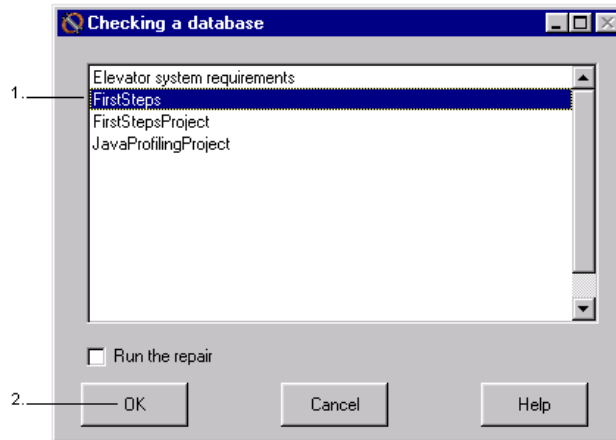 Checking a database
Elevator system requirements
1.
FirstSteps
FirstStepsProject
JavaProfilingProject
Run the repair
2.
OK
Cancel
Help